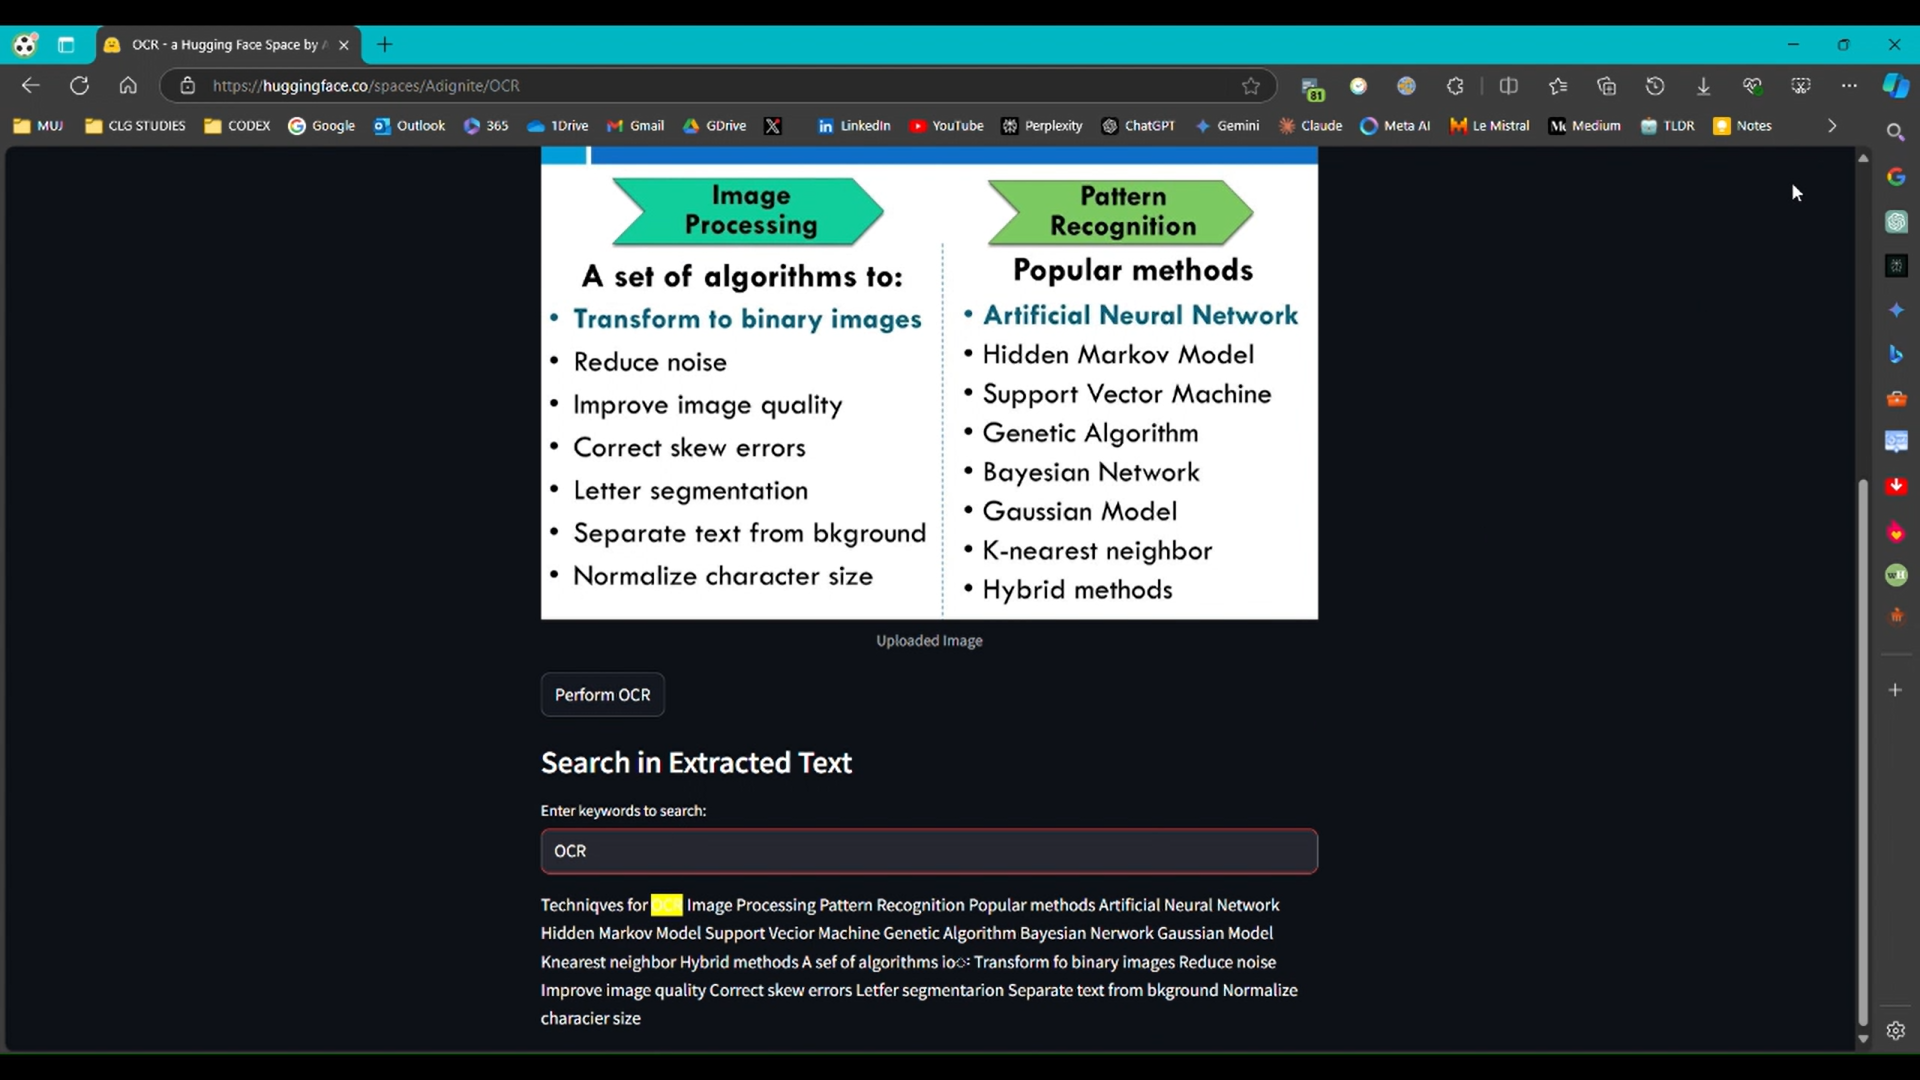 OCR - a Hugging Face Space by A
https://huggingface.co/spaces/Adignite/OCR
81
MUJ CLG STUDIES CODEX Google Outlook 365 1Drive Gmail GDrive X LinkedIn YouTube Perplexity ChatGPT Gemini Claude Meta AI Le Mistral Medium TLDR Notes
Image
Processing
A set of algorithms to:
• Transform to binary images
• Reduce noise
• Improve image quality
• Correct skew errors
• Letter segmentation
• Separate text from bkground
• Normalize character size
Pattern
Recognition
Popular methods
• Artificial Neural Network
• Hidden Markov Model
• Support Vector Machine
• Genetic Algorithm
• Bayesian Network
• Gaussian Model
• K-nearest neighbor
• Hybrid methods
Uploaded Image
Perform OCR
Search in Extracted Text
Enter keywords to search:
OCR
Techniqves for OCR Image Processing Pattern Recognition Popular methods Artificial Neural Network
Hidden Markov Model Support Vecior Machine Genetic Algorithm Bayesian Nerwork Gaussian Model
Knearest neighbor Hybrid methods A sef of algorithms ioः Transform fo binary images Reduce noise
Improve image quality Correct skew errors Letfer segmentarion Separate text from bkground Normalize
characier size